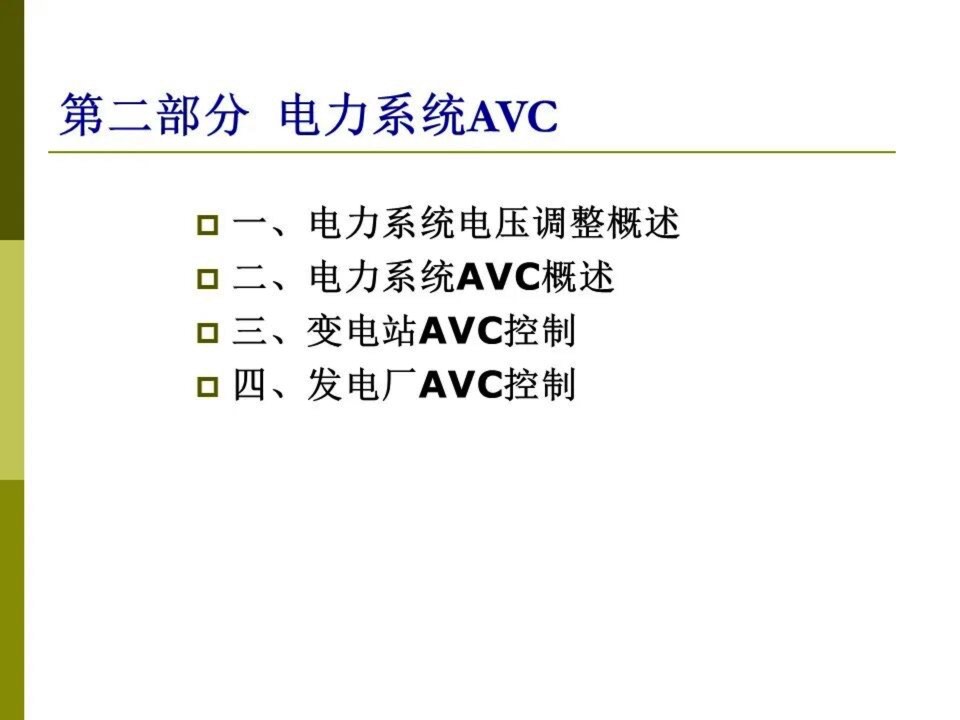 第二部分 电力系统AVC
一、电力系统电压调整概述
二、电力系统AVC概述
三、变电站AVC控制
四、发电厂AVC控制